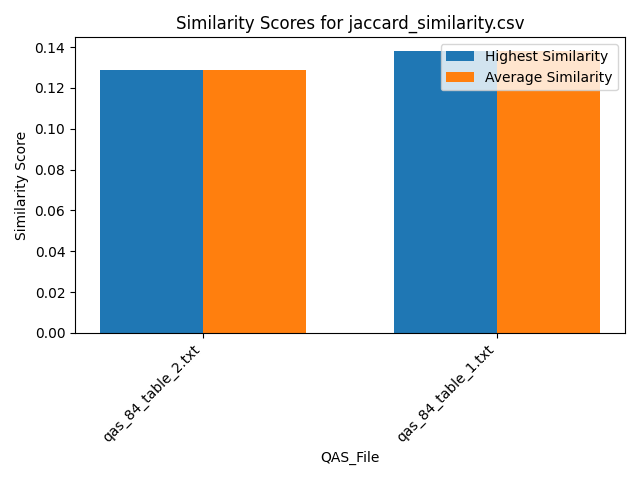 Similarity Scores for jaccard_similarity.csv
Highest Similarity
Average Similarity
Similarity Score
0.14
0.12
0.10
0.08
0.06
0.04
0.02
0.00
qas_84_table_2.txt
qas_84_table_1.txt
QAS_File